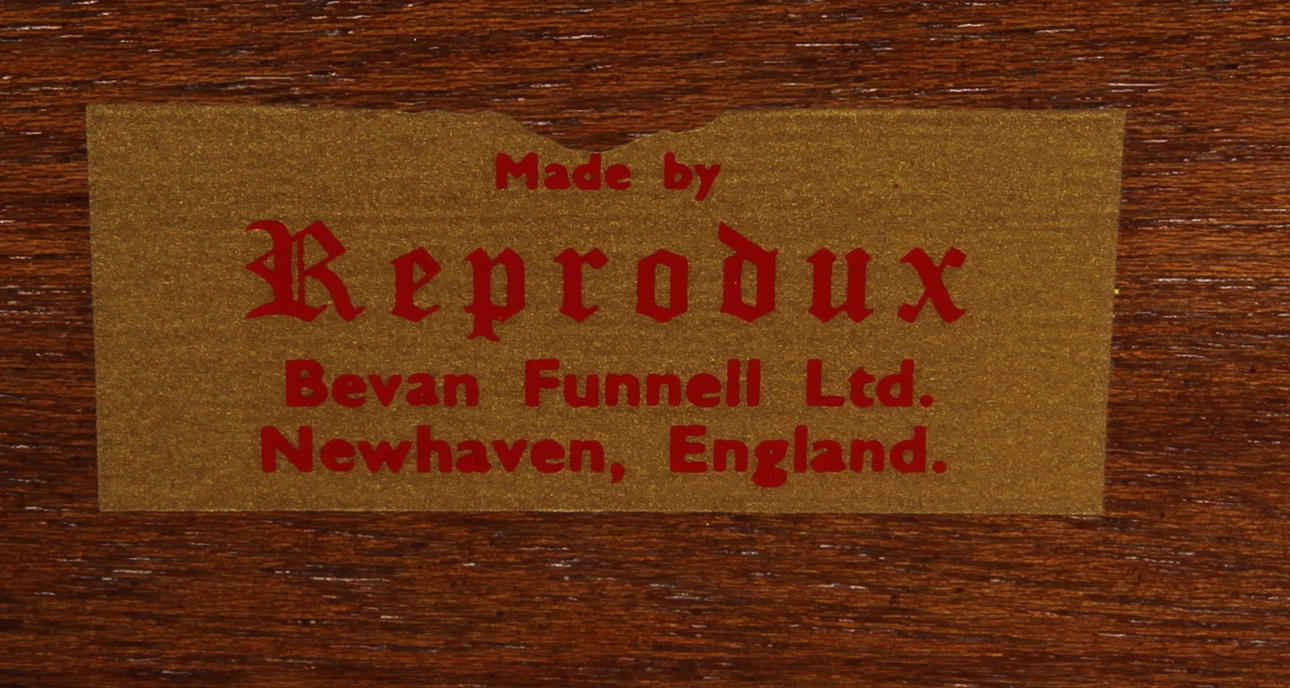 Made by
Reprodux
Bevan Funnell Ltd.
Newhaven, England.